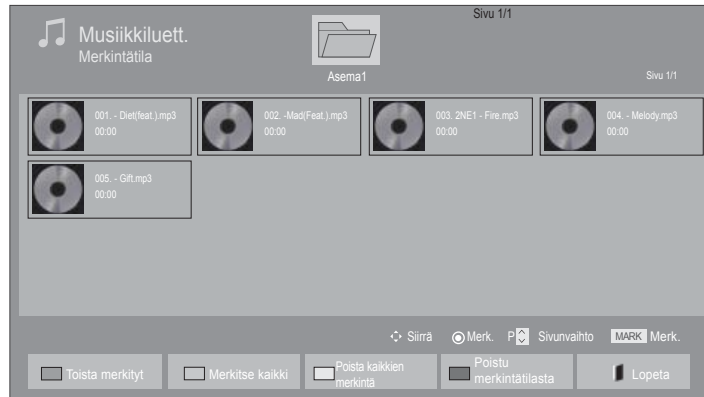 Sivu 1/1
Musiikkiluett.
Merkintätila
Asema1
Sivu 1/1
001. - Diet(feat.).mp3
00:00
002. -Mad(Feat.).mp3
00:00
003. 2NE1 - Fire.mp3
00:00
004. - Melody.mp3
00:00
005. - Gift.mp3
00:00
Siirrä Merk. P Sivunvaihto MARK Merk.
Toista merkityt
Merkitse kaikki
Poista kaikkien
merkintä
Poistu
merkintätilasta
Lopeta